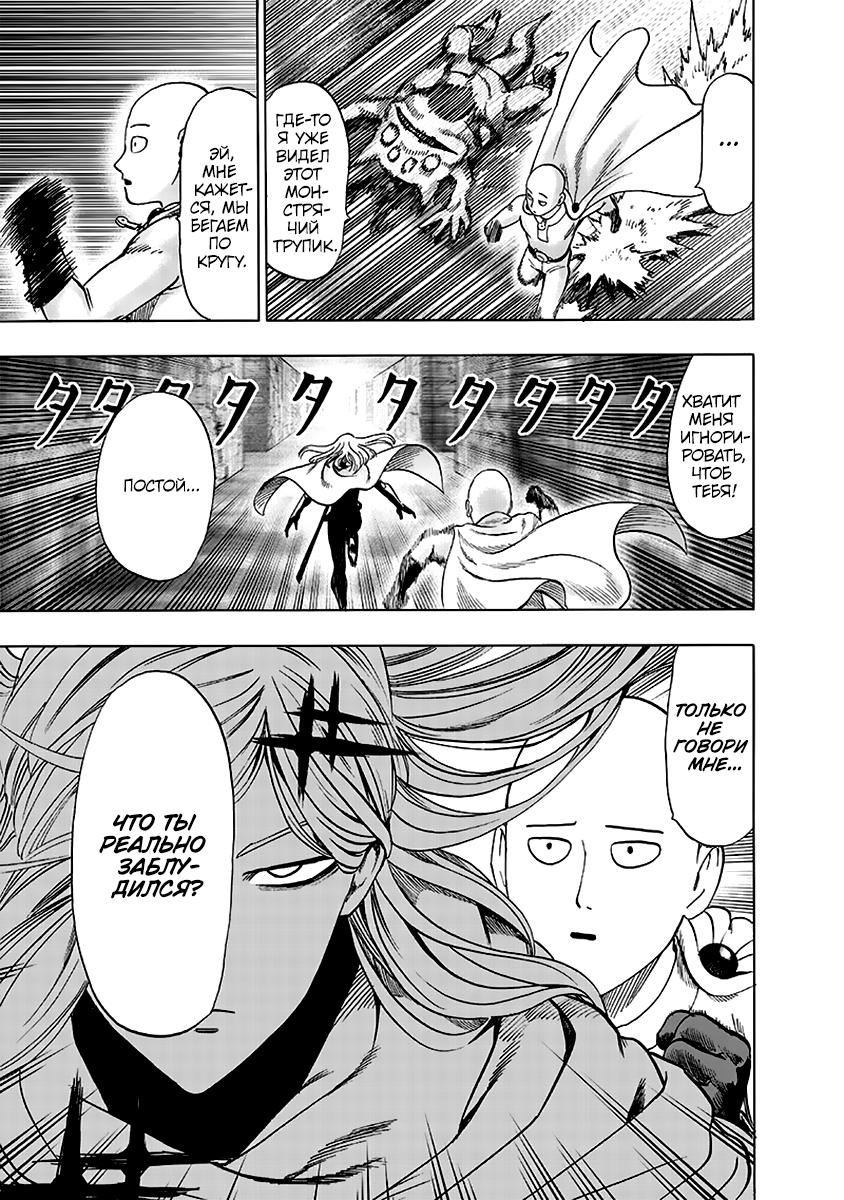 ...
ГДЕ-ТО
Я УЖЕ
ВИДЕЛ
ЭТОТ
МОН-
СТРЯ-
ЧИЙ
ТРУПИК.
ЭЙ,
МНЕ
КАЖЕТ-
СЯ, МЫ
БЕГАЕМ
ПО
КРУГУ.
ХВАТИТ
МЕНЯ
ИГНОРИ-
РОВАТЬ,
ЧТОБ
ТЕБЯ!
タタタタタタタタタタ
ПОСТОЙ...
ТОЛЬКО
НЕ
ГОВОРИ
МНЕ...
ЧТО ТЫ
РЕАЛЬНО
ЗАБЛУ-
ДИЛСЯ?